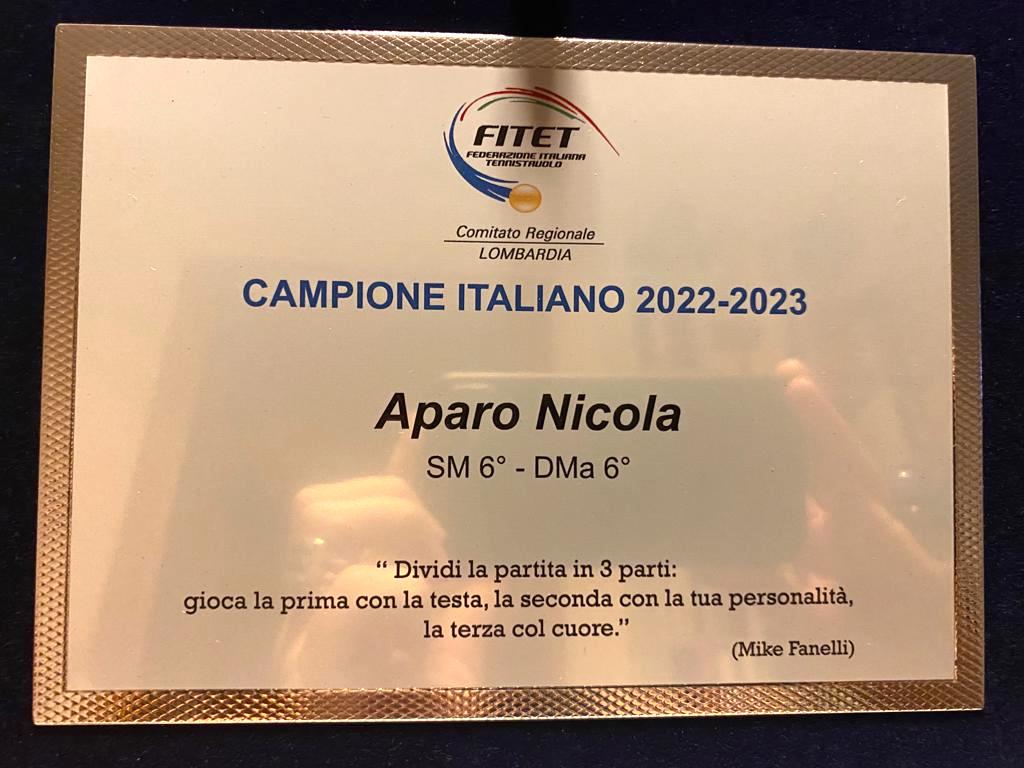 FITET
FEDERAZIONE ITALIANA
TENNISTAVOLO
Comitato Regionale
LOMBARDIA
CAMPIONE ITALIANO 2022-2023
Aparo Nicola
SM 6° - DMa 6°
“ Dividi la partita in 3 parti:
gioca la prima con la testa, la seconda con la tua personalità,
la terza col cuore.”
(Mike Fanelli)